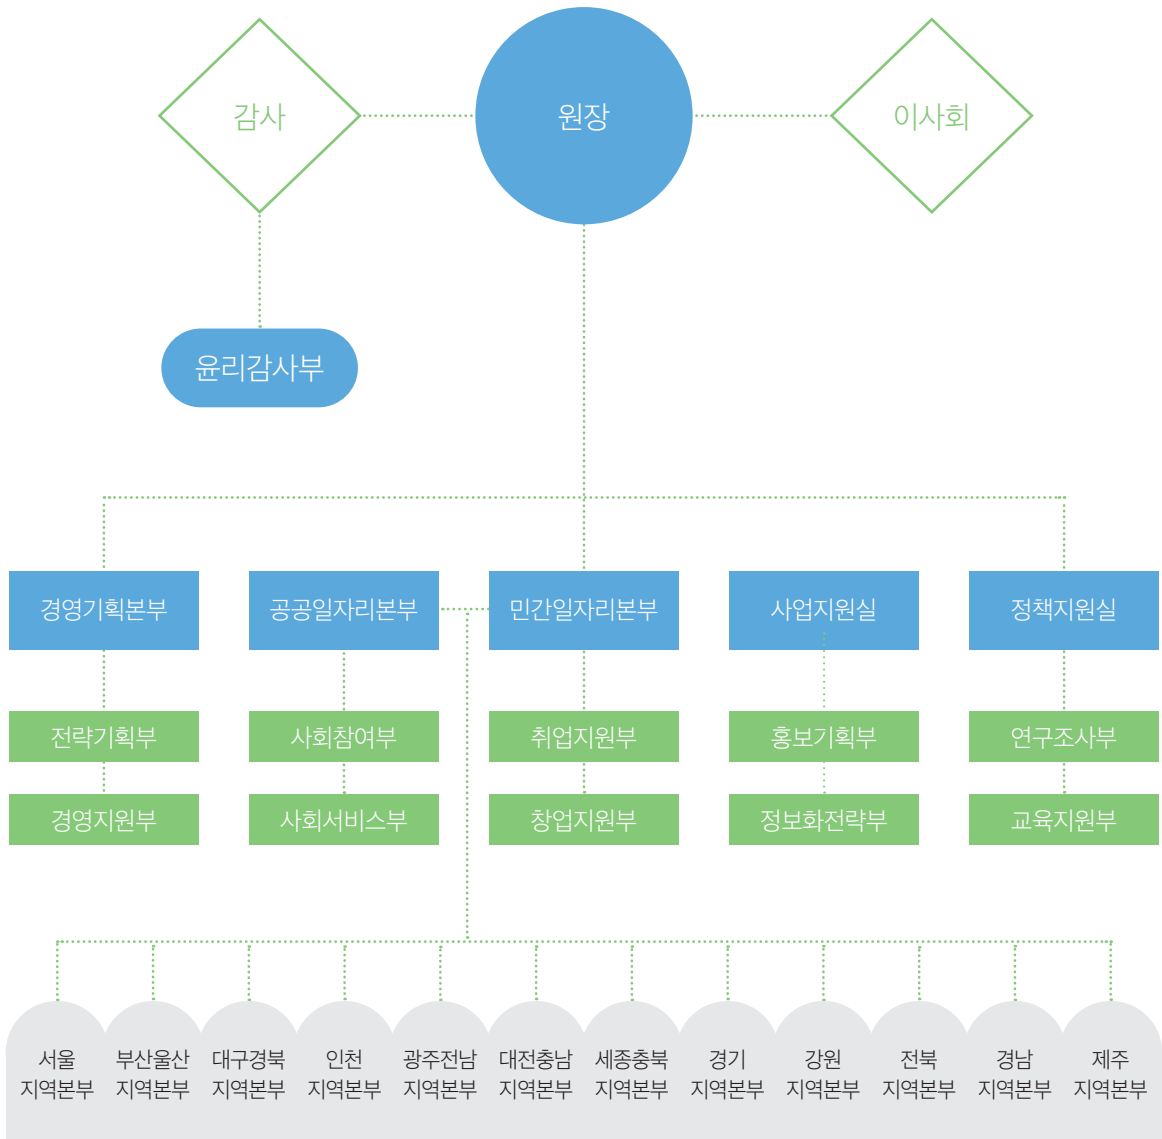 감사
원장
이사회
윤리감사부
경영기획본부
공공일자리본부
민간일자리본부
사업지원실
정책지원실
전략기획부
사회참여부
취업지원부
홍보기획부
연구조사부
경영지원부
사회서비스부
창업지원부
정보화전략부
교육지원부
서울
지역본부
부산울산
지역본부
대구경북
지역본부
인천
지역본부
광주전남
지역본부
대전충남
지역본부
세종충북
지역본부
경기
지역본부
강원
지역본부
전북
지역본부
경남
지역본부
제주
지역본부